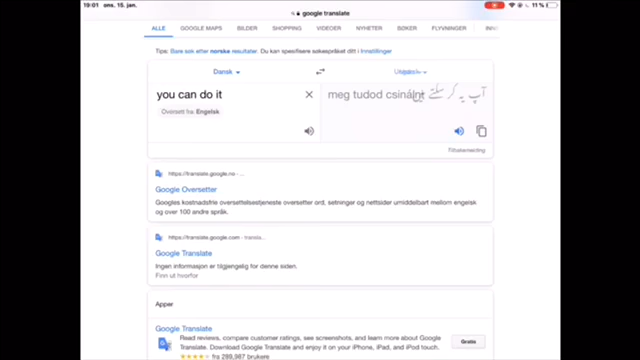 19:01 ons. 15. jan.
google translate
11 %
ALLE GOOGLE MAPS BILDER SHOPPING VIDEOER NYHETER BØKER FLYVNINGER
Tips: Bare søk etter norske resultater. Du kan spesifisere søkespråket ditt i Innstillinger
Dansk
you can do it
meg tudod csinálni
آپ یہ کر سکتے ہیں
Oversett fra Engelsk
Tilbakemelding
https://translate.google.no › ...
Google Oversetter
Googles kostnadsfrie oversettelsestjeneste oversetter ord, setninger og nettsider umiddelbart mellom engelsk
og over 100 andre språk.
https://translate.google.com › transla...
Google Translate
Ingen informasjon er tilgjengelig for denne siden.
Finn ut hvorfor
Apper
Google Translate
Read reviews, compare customer ratings, see screenshots, and learn more about Google
Translate. Download Google Translate and enjoy it on your iPhone, iPad, and iPod touch.
Gratis
fra 289,987 brukere